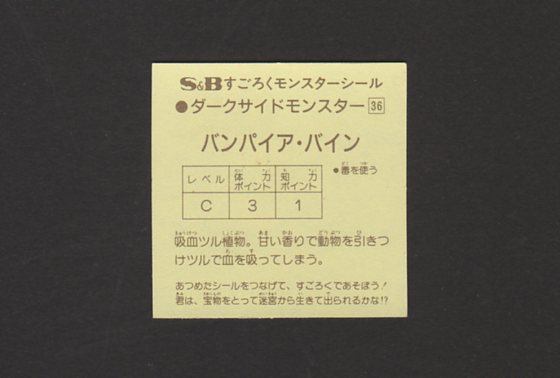 S&Bすごろくモンスターシール
●ダークサイドモンスター 36
バンパイア・バイン
レベル 体力ポイント 知力ポイント
C 3 1
●毒を使う
吸血ツル植物。甘い香りで動物を引きつ
けツルで血を吸ってしまう。
あつめたシールをつなげて、すごろくであそぼう！
君は、宝物をとって迷宮から生きて出られるかな!?